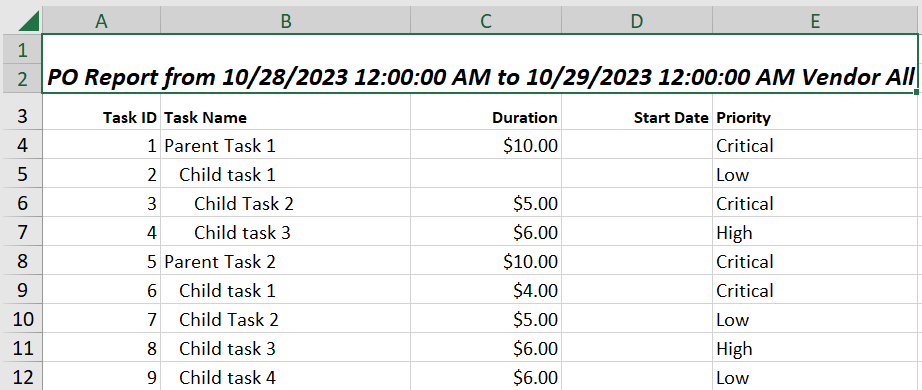 A B C D E
1
2 PO Report from 10/28/2023 12:00:00 AM to 10/29/2023 12:00:00 AM Vendor All
3 Task ID Task Name Duration Start Date Priority
4 1 Parent Task 1 $10.00 Critical
5 2 Child task 1 Low
6 3 Child Task 2 $5.00 Critical
7 4 Child task 3 $6.00 High
8 5 Parent Task 2 $10.00 Critical
9 6 Child task 1 $4.00 Critical
10 7 Child Task 2 $5.00 Low
11 8 Child task 3 $6.00 High
12 9 Child task 4 $6.00 Low